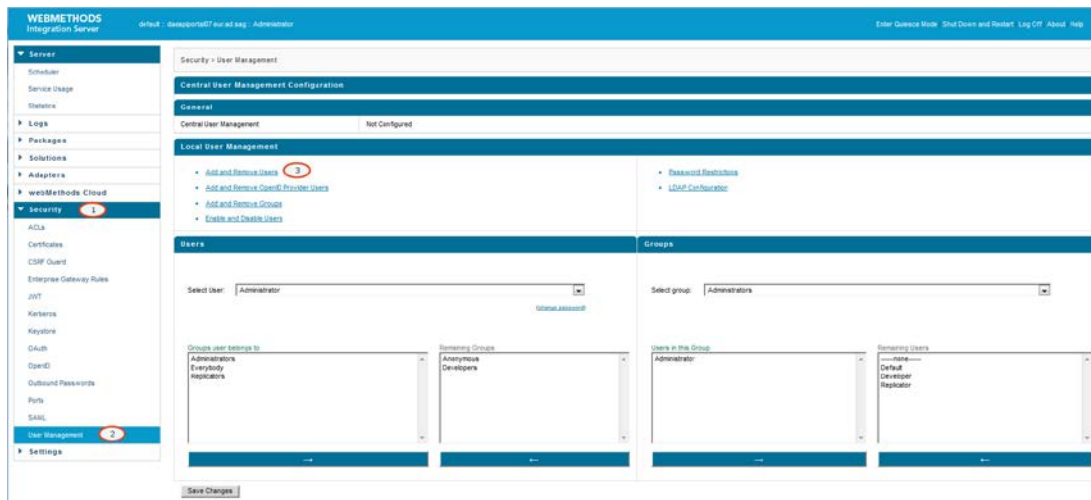 WEBMETHODS
Integration Server
default :: daeapiportal07.eur.ad.sag :: Administrator
Enter Quiesce Mode Shut Down and Restart Log Off About Help
Server
Scheduler
Service Usage
Statistics
Logs
Packages
Solutions
Adapters
webMethods Cloud
Security 1
ACLs
Certificates
CSRF Guard
Enterprise Gateway Rules
JWT
Kerberos
Keystore
OAuth
OpenID
Outbound Passwords
Ports
SAML
User Management 2
Settings
Security > User Management
Central User Management Configuration
General
Central User Management Not Configured
Local User Management
Add and Remove Users 3
Add and Remove OpenID Provider Users
Add and Remove Groups
Enable and Disable Users
Password Restrictions
LDAP Configuration
Users
Select User: Administrator
(change password)
Groups user belongs to
Administrators
Everybody
Replicators
Remaining Groups
Anonymous
Developers
→
←
Groups
Select group: Administrators
Users in this Group
Administrator
Remaining Users
-----none-----
Default
Developer
Replicator
→
←
Save Changes